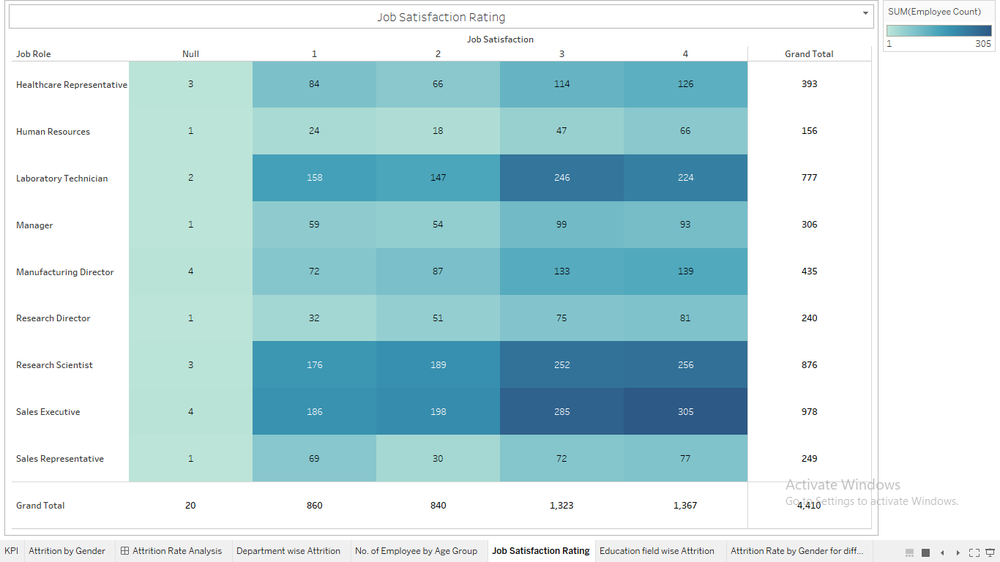 Job Satisfaction Rating
SUM(Employee Count)
1 305
Job Satisfaction
Job Role Null 1 2 3 4 Grand Total
Healthcare Representative 3 84 66 114 126 393
Human Resources 1 24 18 47 66 156
Laboratory Technician 2 158 147 246 224 777
Manager 1 59 54 99 93 306
Manufacturing Director 4 72 87 133 139 435
Research Director 1 32 51 75 81 240
Research Scientist 3 176 189 252 256 876
Sales Executive 4 186 198 285 305 978
Sales Representative 1 69 30 72 77 249
Grand Total 20 860 840 1,323 1,367 4,410
Activate Windows
Go to Settings to activate Windows.
KPI Attrition by Gender Attrition Rate Analysis Department wise Attrition No. of Employee by Age Group Job Satisfaction Rating Education field wise Attrition Attrition Rate by Gender for diff...